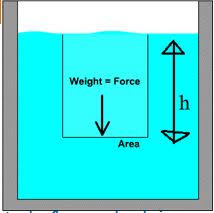 Weight = Force
h
Area